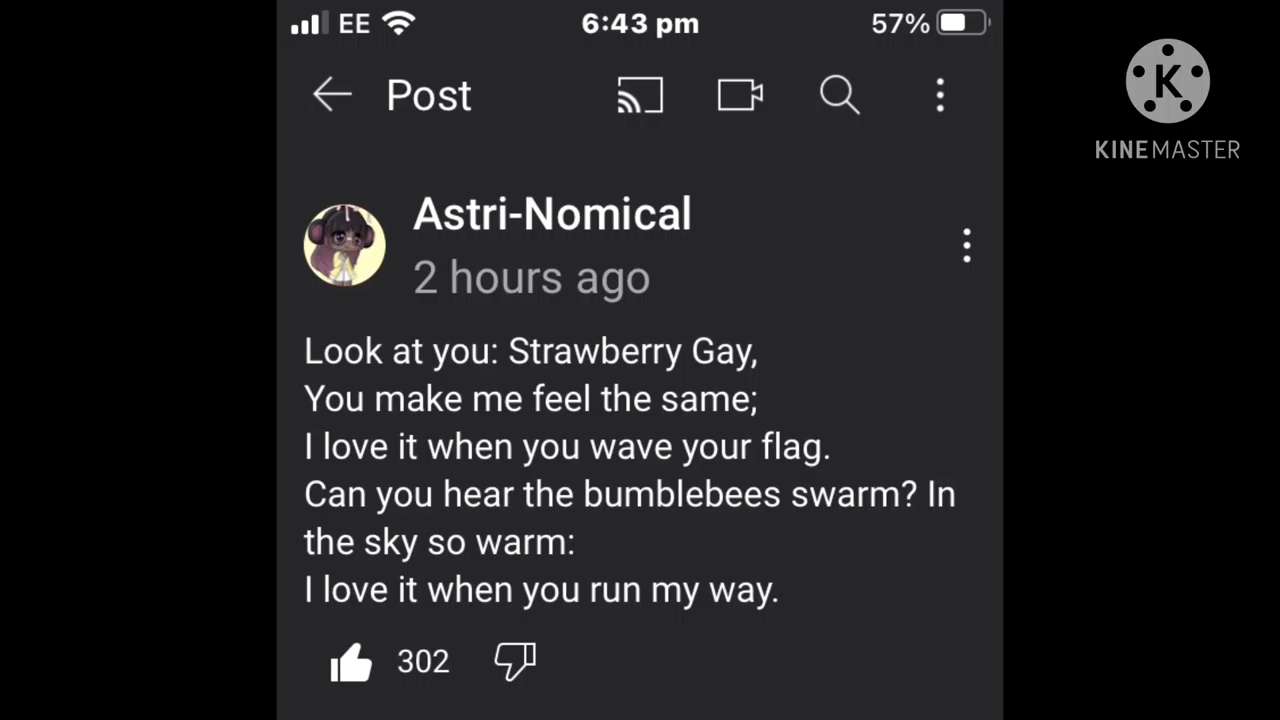 EE 6:43 pm 57%
Post
K
KINEMASTER
Astri-Nomical
2 hours ago
Look at you: Strawberry Gay,
You make me feel the same;
I love it when you wave your flag.
Can you hear the bumblebees swarm? In
the sky so warm:
I love it when you run my way.
302